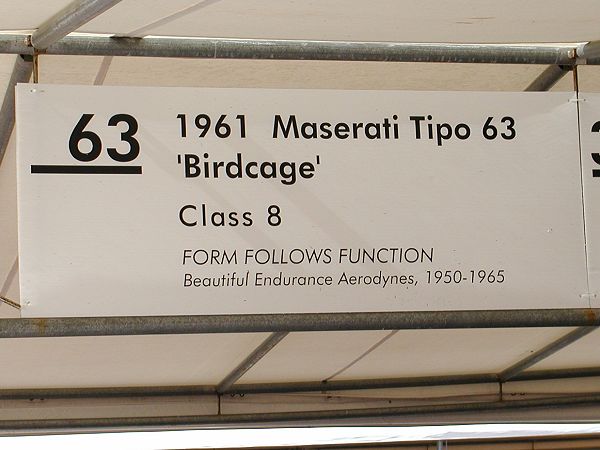 63
1961 Maserati Tipo 63
'Birdcage'
Class 8
FORM FOLLOWS FUNCTION
Beautiful Endurance Aerodynes, 1950-1965